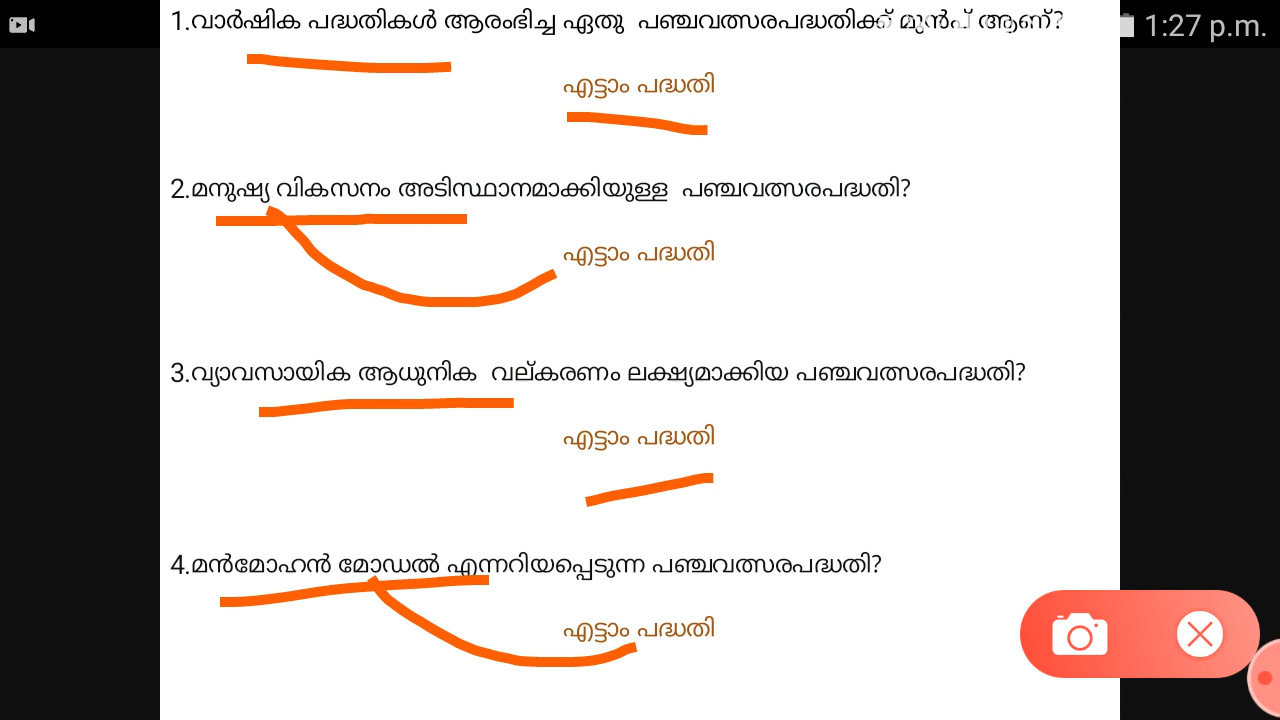 1.വാർഷിക പദ്ധതികൾ ആരംഭിച്ച ഏതു പഞ്ചവത്സരപദ്ധതിക്ക് മുൻപ് ആണ്?
1:27 p.m.
എട്ടാം പദ്ധതി
2.മനുഷ്യ വികസനം അടിസ്ഥാനമാക്കിയുള്ള പഞ്ചവത്സരപദ്ധതി?
എട്ടാം പദ്ധതി
3.വ്യാവസായിക ആധുനിക വല്കരണം ലക്ഷ്യമാക്കിയ പഞ്ചവത്സരപദ്ധതി?
എട്ടാം പദ്ധതി
4.മൻമോഹൻ മോഡൽ എന്നറിയപ്പെടുന്ന പഞ്ചവത്സരപദ്ധതി?
എട്ടാം പദ്ധതി